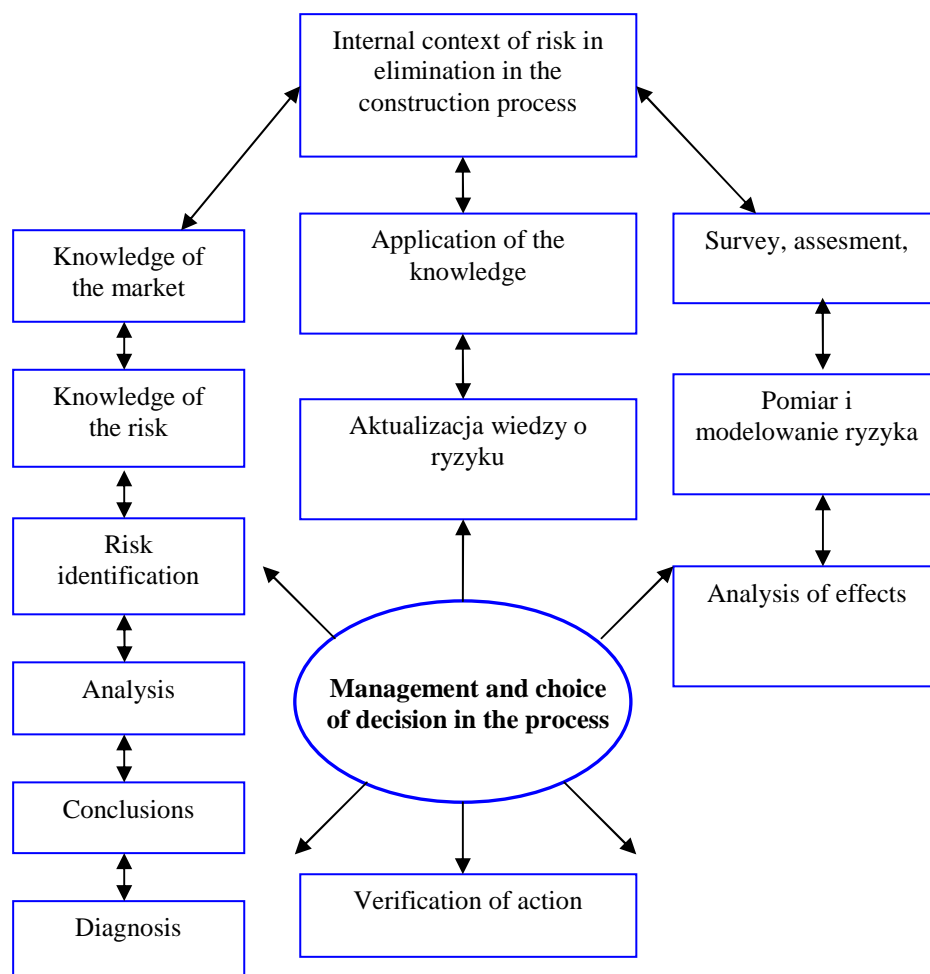 Internal context of risk in
elimination in the
construction process
Knowledge of
the market
Application of the
knowledge
Survey, assesment,
Knowledge of
the risk
Aktualizacja wiedzy o
ryzyku
Pomiar i
modelowanie ryzyka
Risk
identification
Analysis of effects
Analysis
Management and choice
of decision in the process
Conclusions
Verification of action
Diagnosis